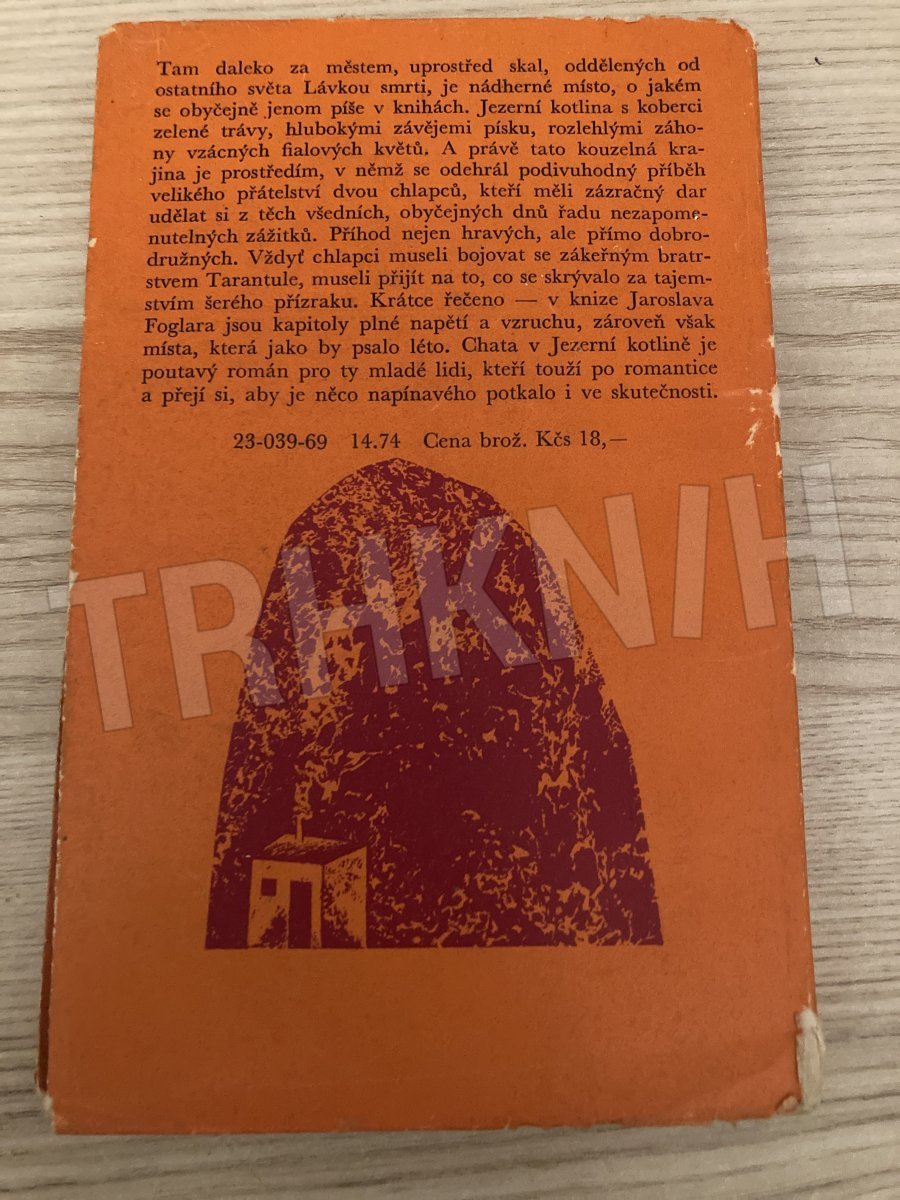 Tam daleko za městem, uprostřed skal, oddělených od
ostatního světa Lávkou smrti, je nádherné místo, o jakém
se obyčejně jenom píše v knihách. Jezerní kotlina s koberci
zelené trávy, hlubokými závějemi písku, rozlehlými záho-
ny vzácných fialových květů. A právě tato kouzelná kra-
jina je prostředím, v němž se odehrál podivuhodný příběh
velikého přátelství dvou chlapců, kteří měli zázračný dar
udělat si z těch všedních, obyčejných dnů řadu nezapome-
nutelných zážitků. Příhod nejen hravých, ale přímo dobro-
družných. Vždyť chlapci museli bojovat se zákeřným bratr-
stvem Tarantule, museli přijít na to, co se skrývalo za tajem-
stvím šerého přízraku. Krátce řečeno — v knize Jaroslava
Foglara jsou kapitoly plné napětí a vzruchu, zároveň však
místa, která jako by psalo léto. Chata v Jezerní kotlině je
poutavý román pro ty mladé lidi, kteří touží po romantice
a přejí si, aby je něco napínavého potkalo i ve skutečnosti.
23-039-69 14.74 Cena brož. Kčs 18,—
TRHKNIH